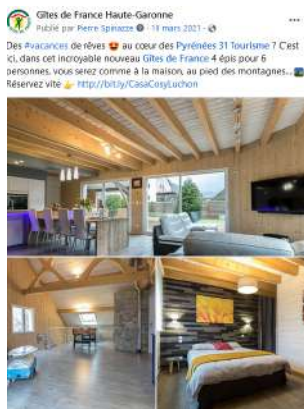 Gîtes de France Haute-Garonne
Publié par Pierre Spinazze · 18 mars 2021 ·
Des #vacances de rêves 🤩 au cœur des Pyrénées 31 Tourisme ? C'est
ici, dans cet incroyable nouveau Gîtes de France 4 épis pour 6
personnes, vous serez comme à la maison, au pied des montagnes...🏞
Réservez vite 👉 http://bit.ly/CasaCosyLuchon